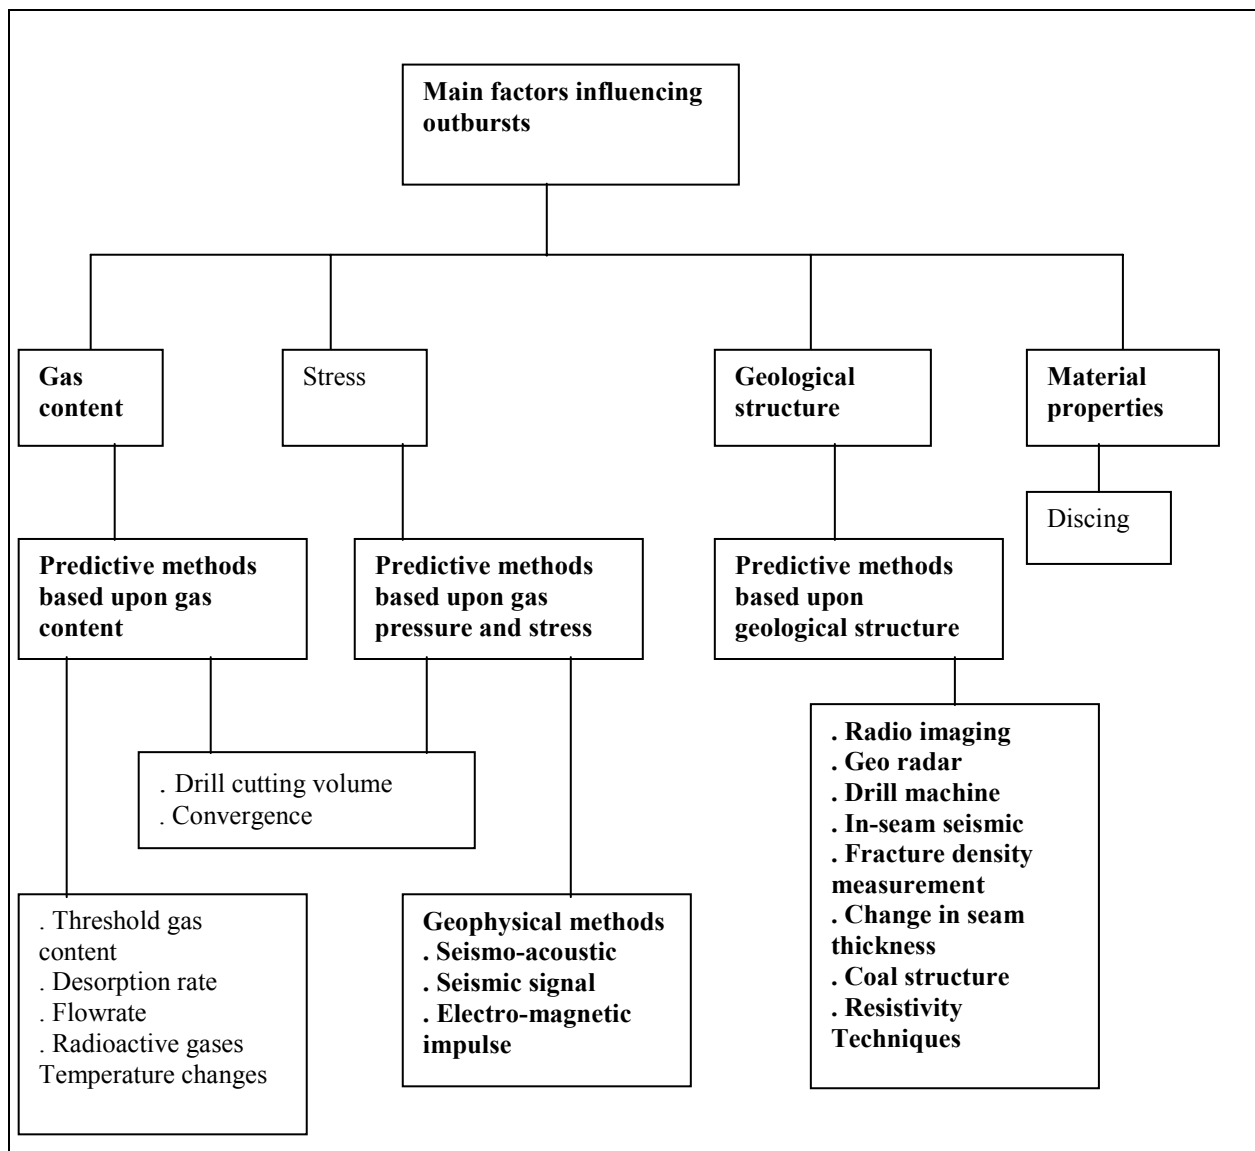 Main factors influencing
outbursts
Gas
content
Stress
Geological
structure
Material
properties
Discing
Predictive methods
based upon gas
content
Predictive methods
based upon gas
pressure and stress
Predictive methods
based upon
geological structure
. Drill cutting volume
. Convergence
. Threshold gas
content
. Desorption rate
. Flowrate
. Radioactive gases
Temperature changes
Geophysical methods
. Seismo-acoustic
. Seismic signal
. Electro-magnetic
impulse
. Radio imaging
. Geo radar
. Drill machine
. In-seam seismic
. Fracture density
measurement
. Change in seam
thickness
. Coal structure
. Resistivity
Techniques